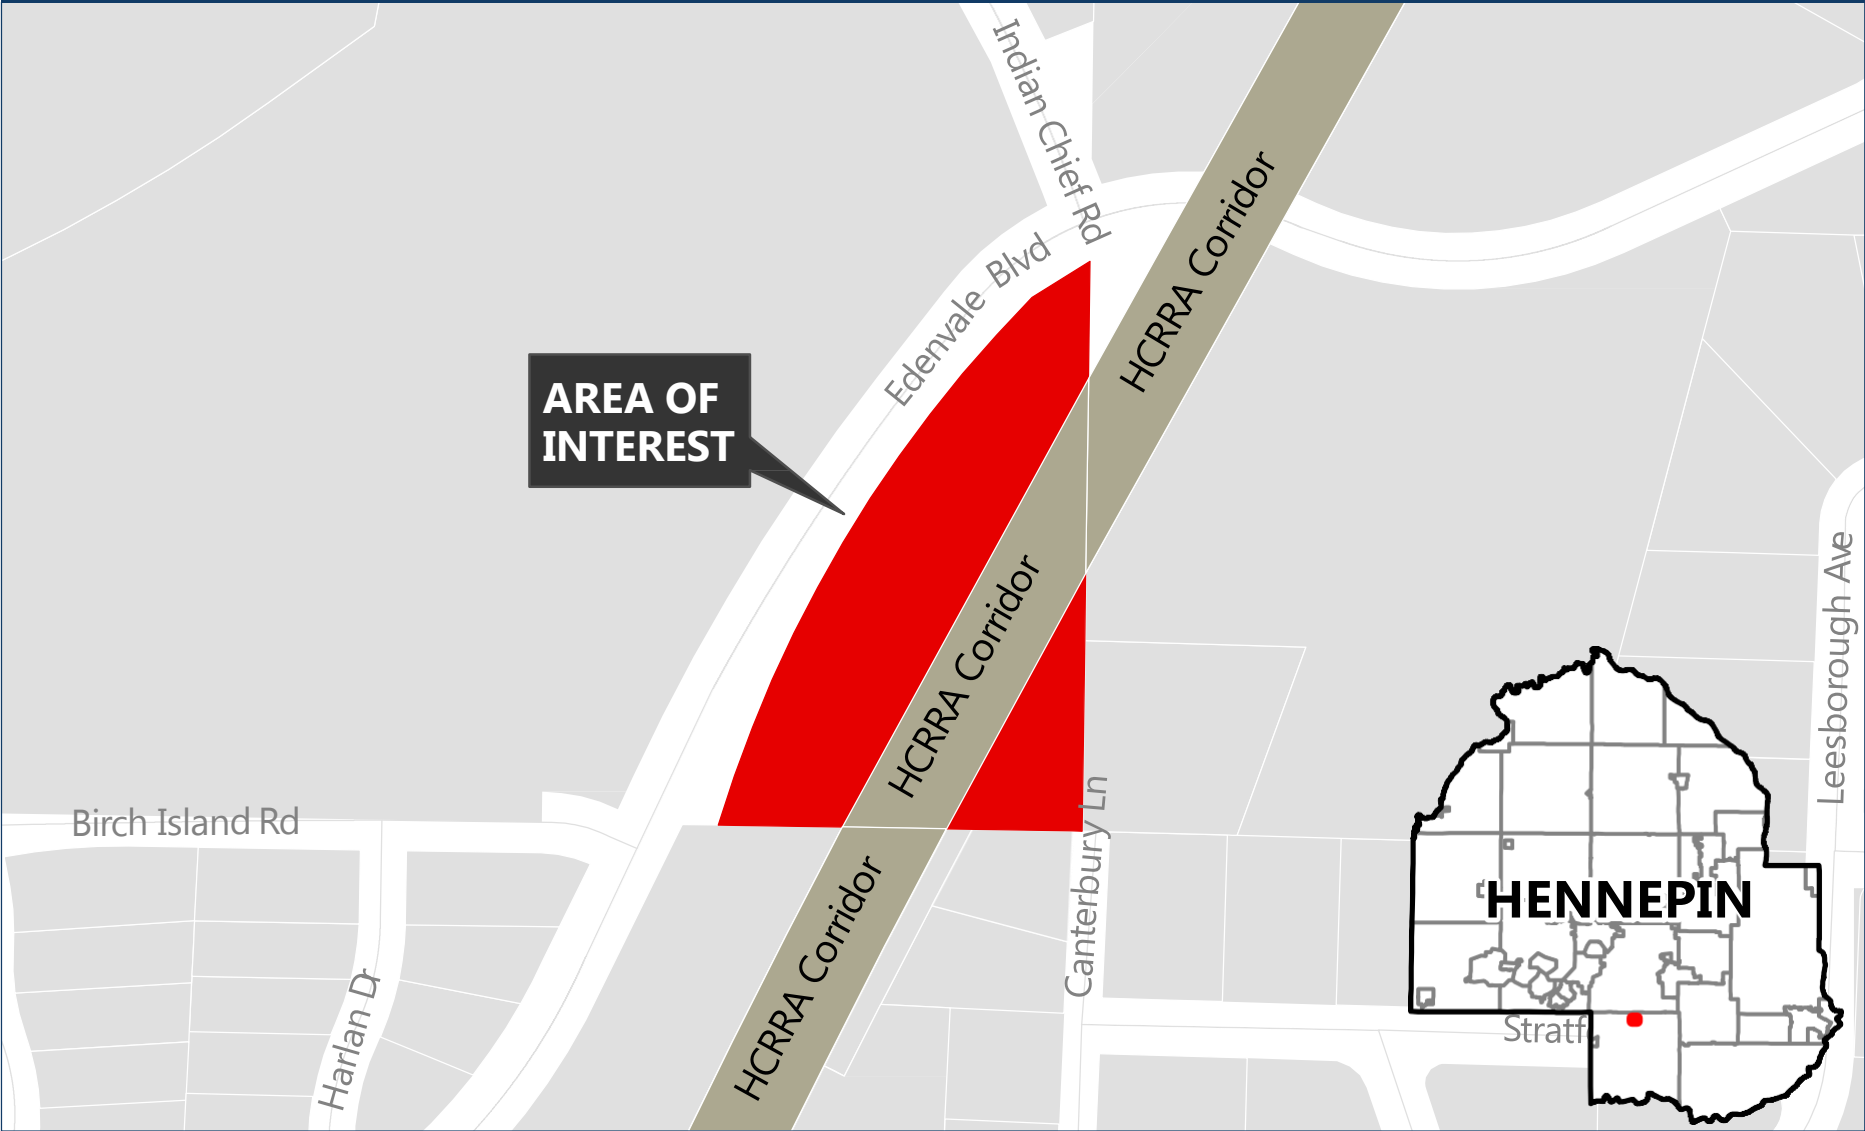 Indian Chief Rd
HCRRA Corridor
Edenvale Blvd
AREA OF
INTEREST
HCRRA Corridor
Leesborough Ave
Birch Island Rd
Canterbury Ln
HCRRA Corridor
HENNEPIN
Harlan Dr
Stratf